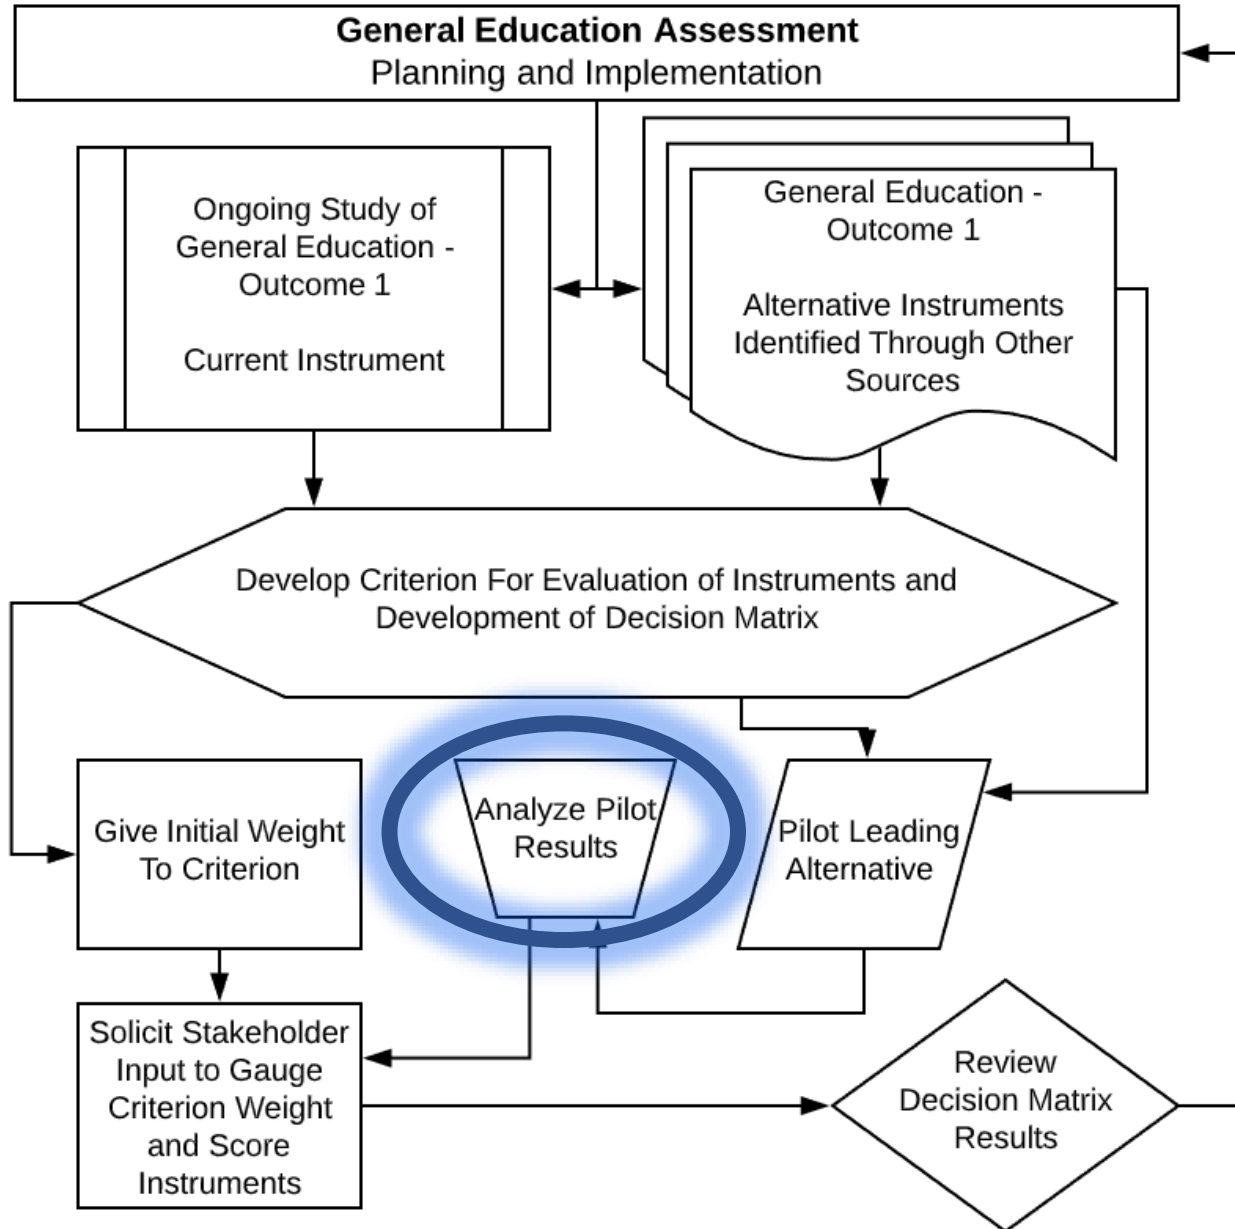 General Education Assessment
Planning and Implementation
Ongoing Study of
General Education -
Outcome 1
Current Instrument
General Education -
Outcome 1
Alternative Instruments
Identified Through Other
Sources
Develop Criterion For Evaluation of Instruments and
Development of Decision Matrix
Give Initial Weight
To Criterion
Analyze Pilot
Results
Pilot Leading
Alternative
Solicit Stakeholder
Input to Gauge
Criterion Weight
and Score
Instruments
Review
Decision Matrix
Results